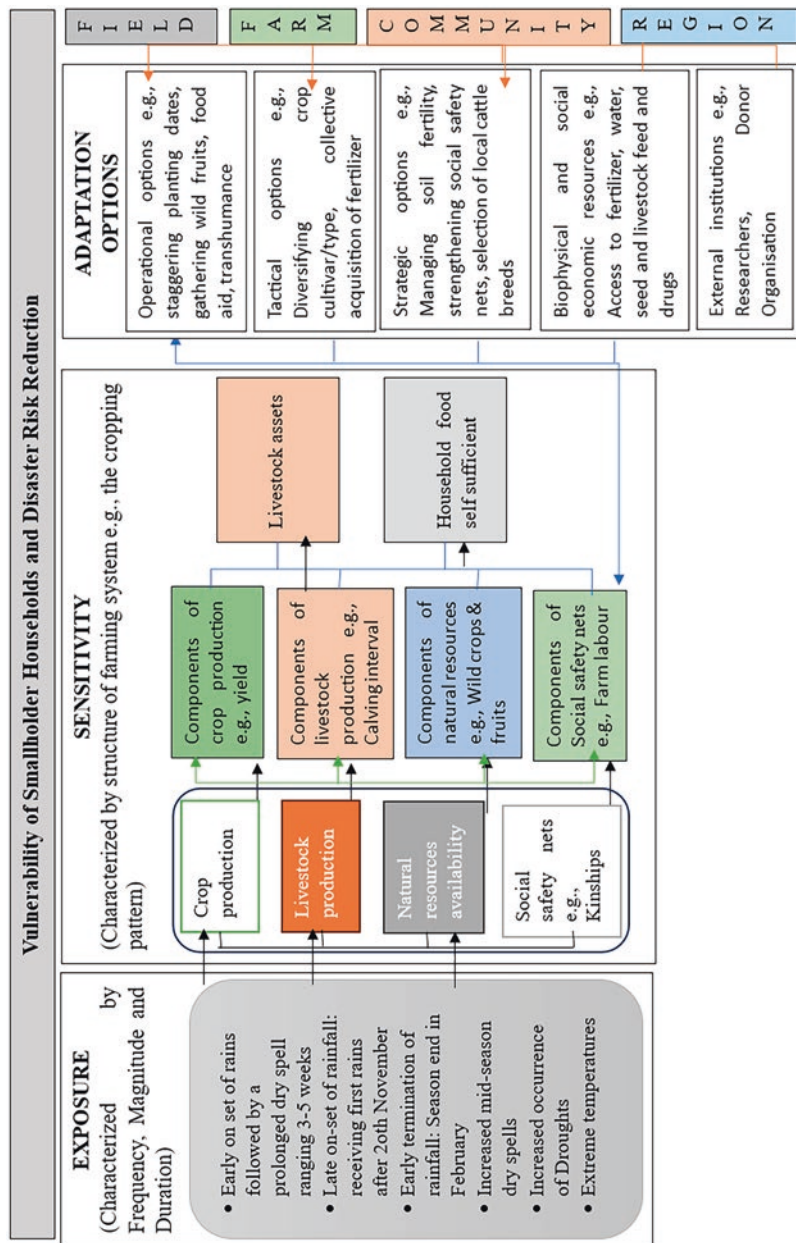 Vulnerability of Smallholder Households and Disaster Risk Reduction
EXPOSURE
(Characterized by
Frequency, Magnitude and
Duration)
• Early on set of rains
followed by a
prolonged dry spell
ranging 3-5 weeks
• Late on-set of rainfall:
receiving first rains
after 2oth November
• Early termination of
rainfall: Season end in
February
• Increased mid-season
dry spells
• Increased occurrence
of Droughts
• Extreme temperatures
SENSITIVITY
(Characterized by structure of farming system e.g., the cropping
pattern)
Crop
production
Livestock
production
Natural
resources
availability
Social safety nets
e.g.,
Kinships
Components of
crop production
e.g., yield
Components of
livestock
production e.g.,
Calving interval
Components of
natural resources
e.g., Wild crops &
fruits
Components of
Social safety nets
e.g., Farm labour
Livestock assets
Household food
self sufficient
ADAPTATION
OPTIONS
Operational options e.g.,
staggering planting dates,
gathering wild fruits, food
aid, transhumance
Tactical options e.g.,
Diversifying crop
cultivar/type, collective
acquisition of fertilizer
Strategic options e.g.,
Managing soil fertility,
strengthening social safety
nets, selection of local cattle
breeds
Biophysical and social
economic resources e.g.,
Access to fertilizer, water,
seed and livestock feed and
drugs
External institutions e.g.,
Researchers, Donor
Organisation
FIELD
FARM
COMMUNITY
REGION